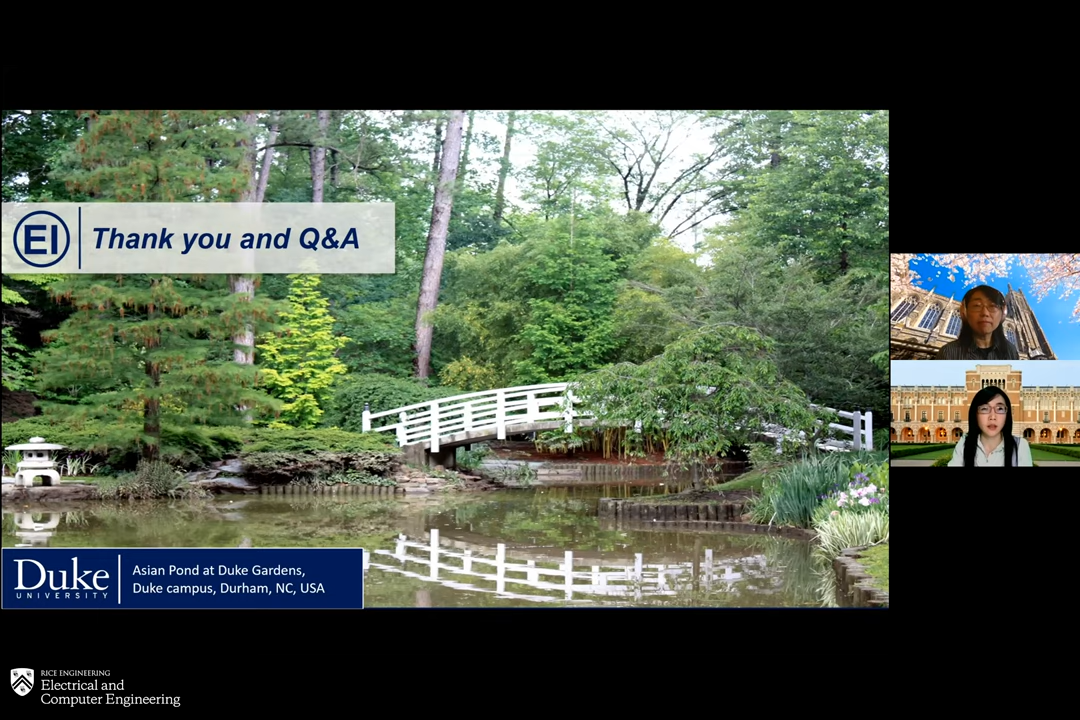 EI
Thank you and Q&A
Duke
UNIVERSITY
Asian Pond at Duke Gardens,
Duke campus, Durham, NC, USA
RICE ENGINEERING
Electrical and
Computer Engineering